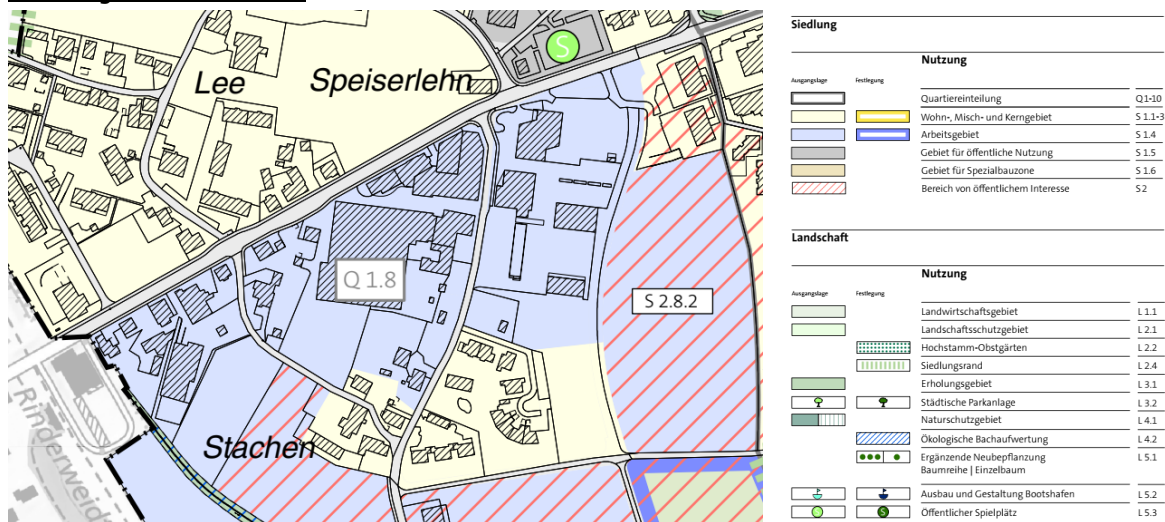 Lee
Speiserlehn
S
Q 1.8
S 2.8.2
Stachen
Rinderweid
Siedlung
Nutzung
Ausgangslage Festlegung
Quartiereinteilung Q1-10
Wohn-, Misch- und Kerngebiet S 1.1-3
Arbeitsgebiet S 1.4
Gebiet für öffentliche Nutzung S 1.5
Gebiet für Spezialbauzone S 1.6
Bereich von öffentlichem Interesse S 2
Landschaft
Nutzung
Ausgangslage Festlegung
Landwirtschaftsgebiet L 1.1
Landschaftsschutzgebiet L 2.1
Hochstamm-Obstgärten L 2.2
Siedlungsrand L 2.4
Erholungsgebiet L 3.1
Städtische Parkanlage L 3.2
Naturschutzgebiet L 4.1
Ökologische Bachaufwertung L 4.2
Ergänzende Neubepflanzung L 5.1
Baumreihe | Einzelbaum
Ausbau und Gestaltung Bootshafen L 5.2
S
Öffentlicher Spielplätz L 5.3